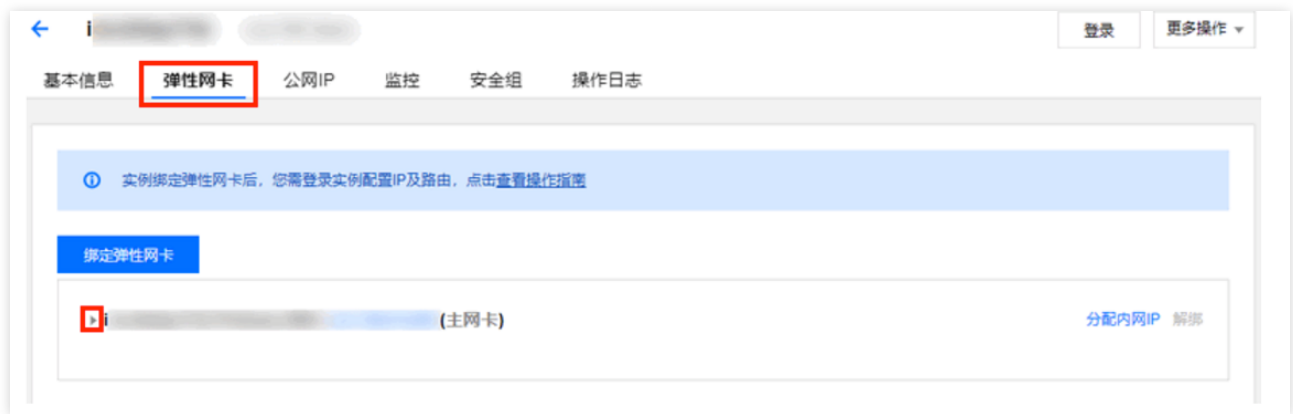 i
登录
更多操作
基本信息 弹性网卡 公网IP 监控 安全组 操作日志
实例绑定弹性网卡后，您需登录实例配置IP及路由，点击查看操作指南
绑定弹性网卡
i (主网卡) 分配内网IP 解绑